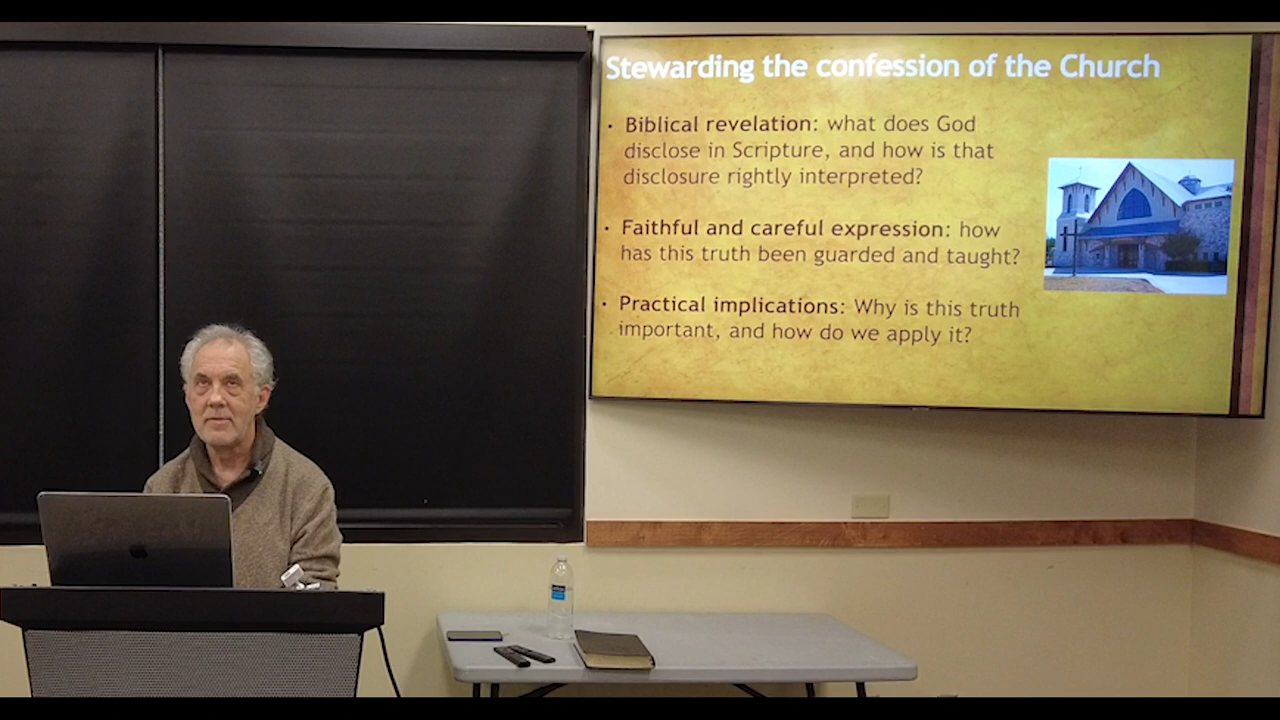 Stewarding the confession of the Church
• Biblical revelation: what does God
disclose in Scripture, and how is that
disclosure rightly interpreted?
• Faithful and careful expression: how
has this truth been guarded and taught?
• Practical implications: Why is this truth
important, and how do we apply it?